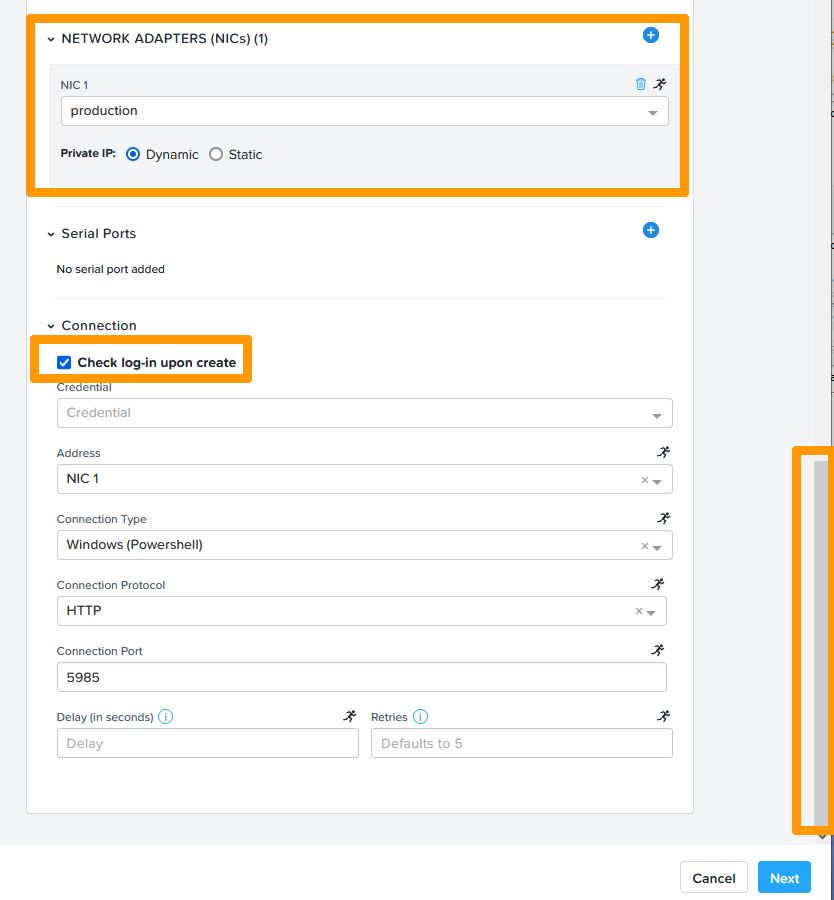 NETWORK ADAPTERS (NICs) (1)
NIC 1
production
Private IP: Dynamic Static
Serial Ports
No serial port added
Connection
Check log-in upon create
Credential
Credential
Address
NIC 1
Connection Type
Windows (Powershell)
Connection Protocol
HTTP
Connection Port
5985
Delay (in seconds) Retries
Delay Defaults to 5
Cancel Next